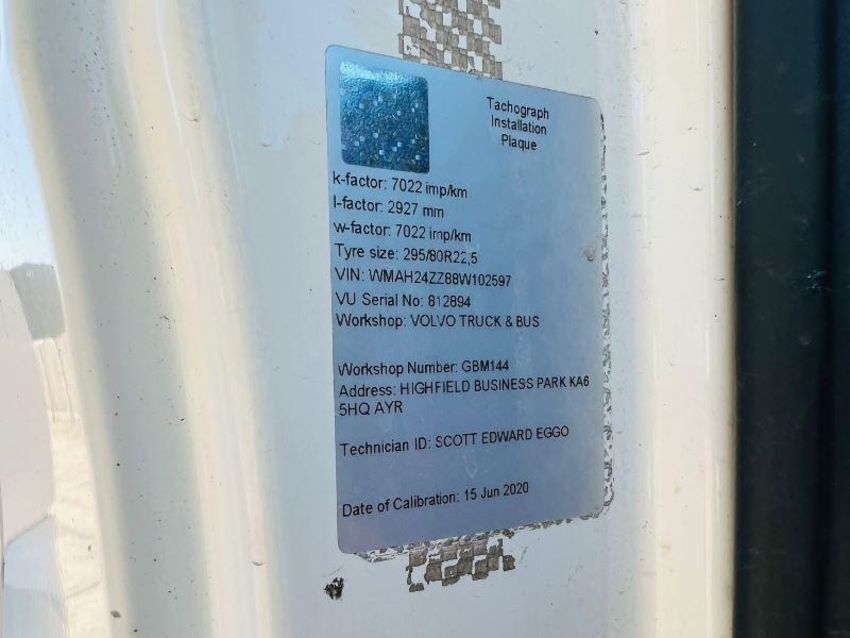 Tachograph
Installation
Plaque
k-factor: 7022 imp/km
l-factor: 2927 mm
w-factor: 7022 imp/km
Tyre size: 295/80R22,5
VIN: WMAH24ZZ88W102597
VU Serial No: 812894
Workshop: VOLVO TRUCK & BUS
Workshop Number: GBM144
Address: HIGHFIELD BUSINESS PARK KA6
5HQ AYR
Technician ID: SCOTT EDWARD EGGO
Date of Calibration: 15 Jun 2020